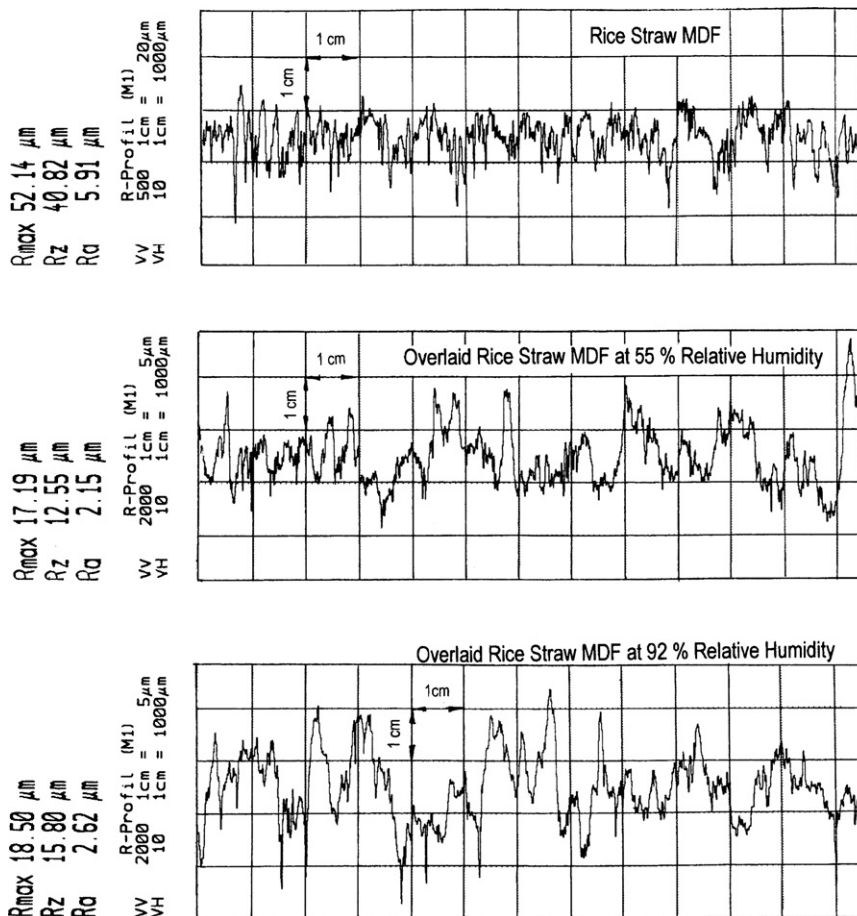 Rice Straw MDF
1 cm
1 cm
Rmax 52.14 µm
Rz 40.82 µm
Ra 5.91 µm
R-Profil (M1)
VV 500 1cm = 20µm
VH 10 1cm = 1000µm
Overlaid Rice Straw MDF at 55 % Relative Humidity
1 cm
1 cm
Rmax 17.19 µm
Rz 12.55 µm
Ra 2.15 µm
R-Profil (M1)
VV 2000 1cm = 5µm
VH 10 1cm = 1000µm
Overlaid Rice Straw MDF at 92 % Relative Humidity
1cm
1 cm
Rmax 18.50 µm
Rz 15.80 µm
Ra 2.62 µm
R-Profil (M1)
VV 2000 1cm = 5µm
VH 10 1cm = 1000µm